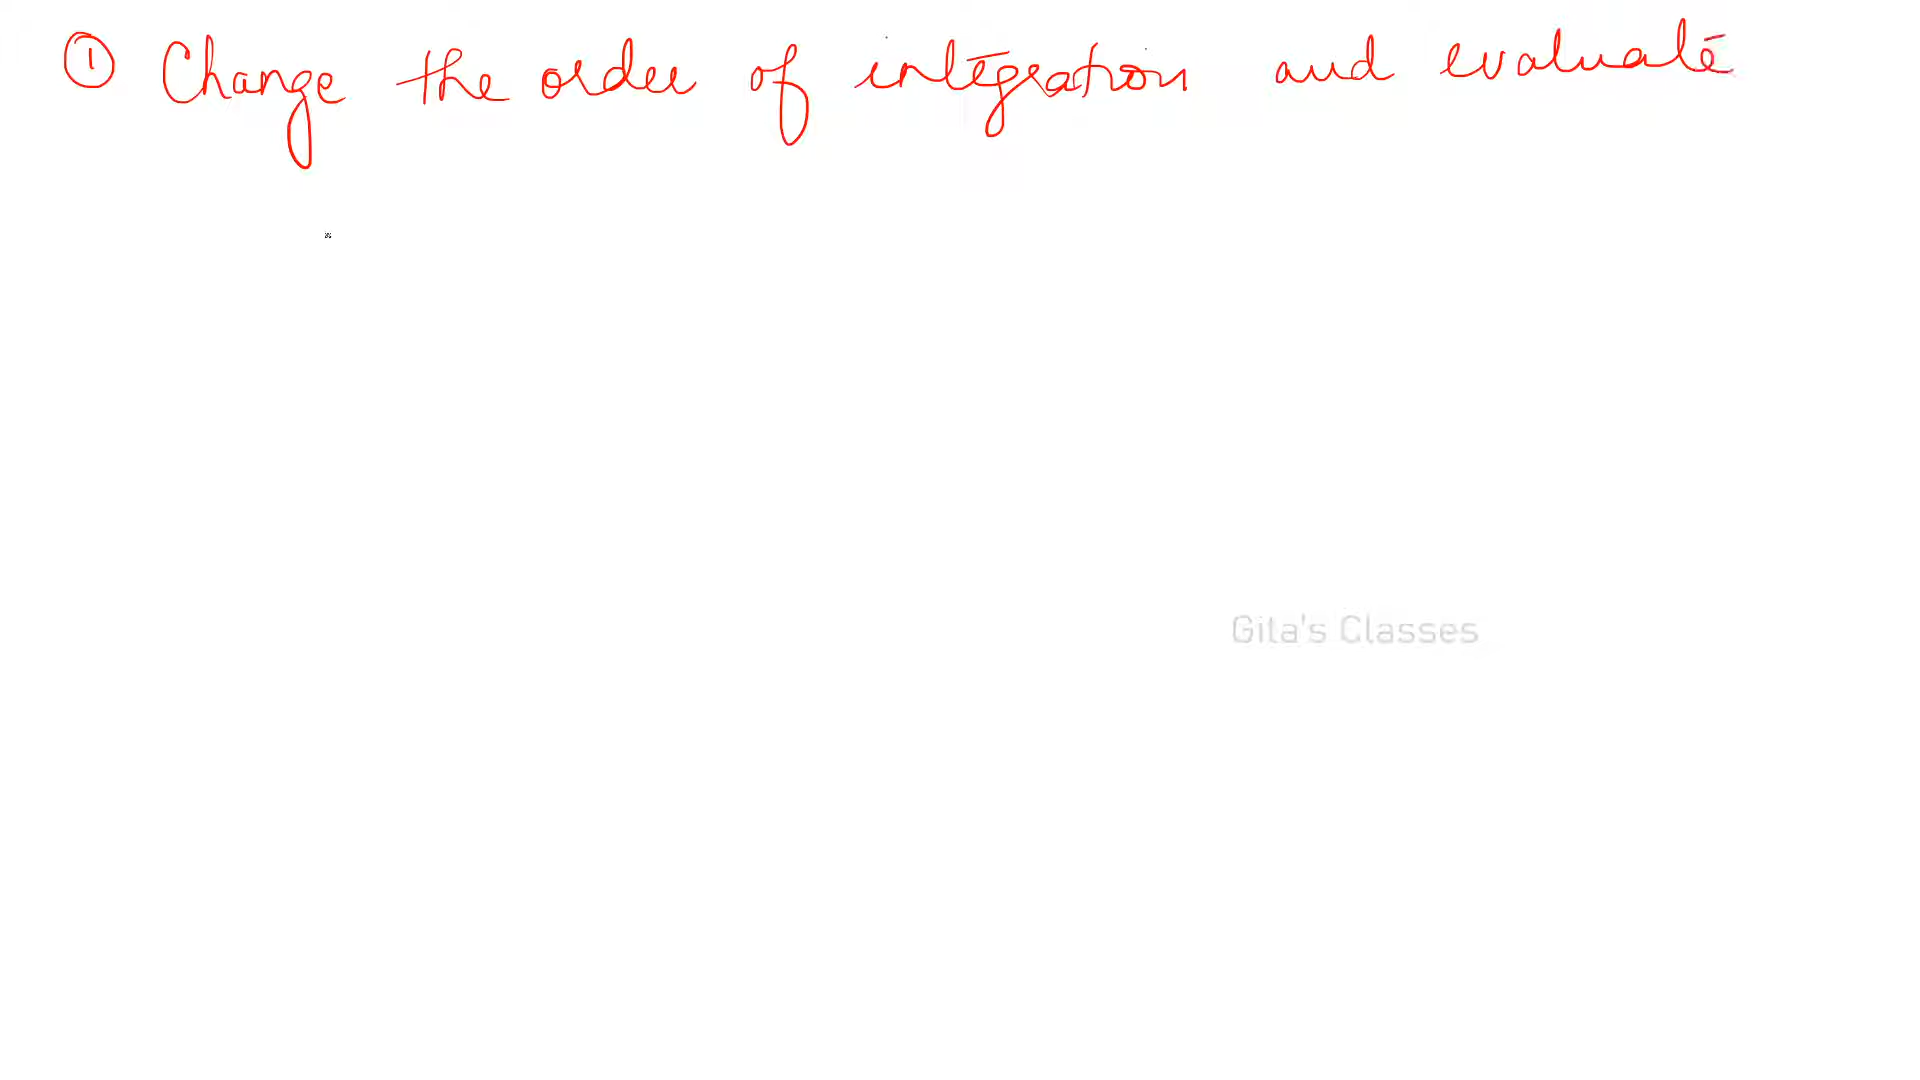 ① Change the order of integration and evaluate
Gita's Classes